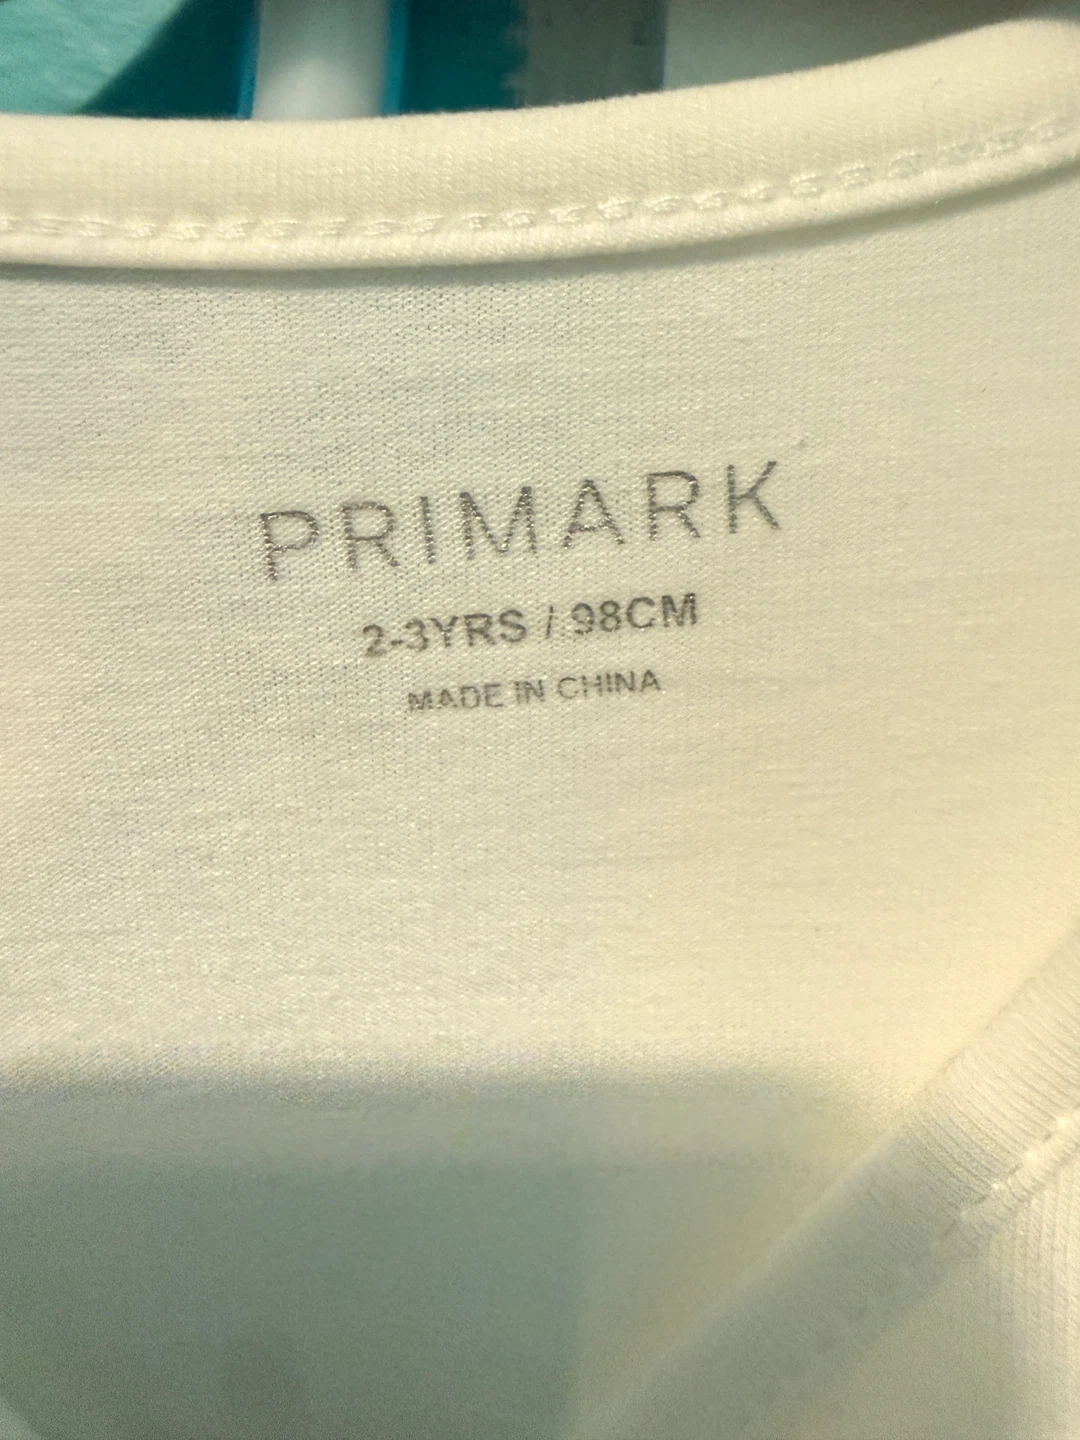 PRIMARK
2-3YRS / 98CM
MADE IN CHINA